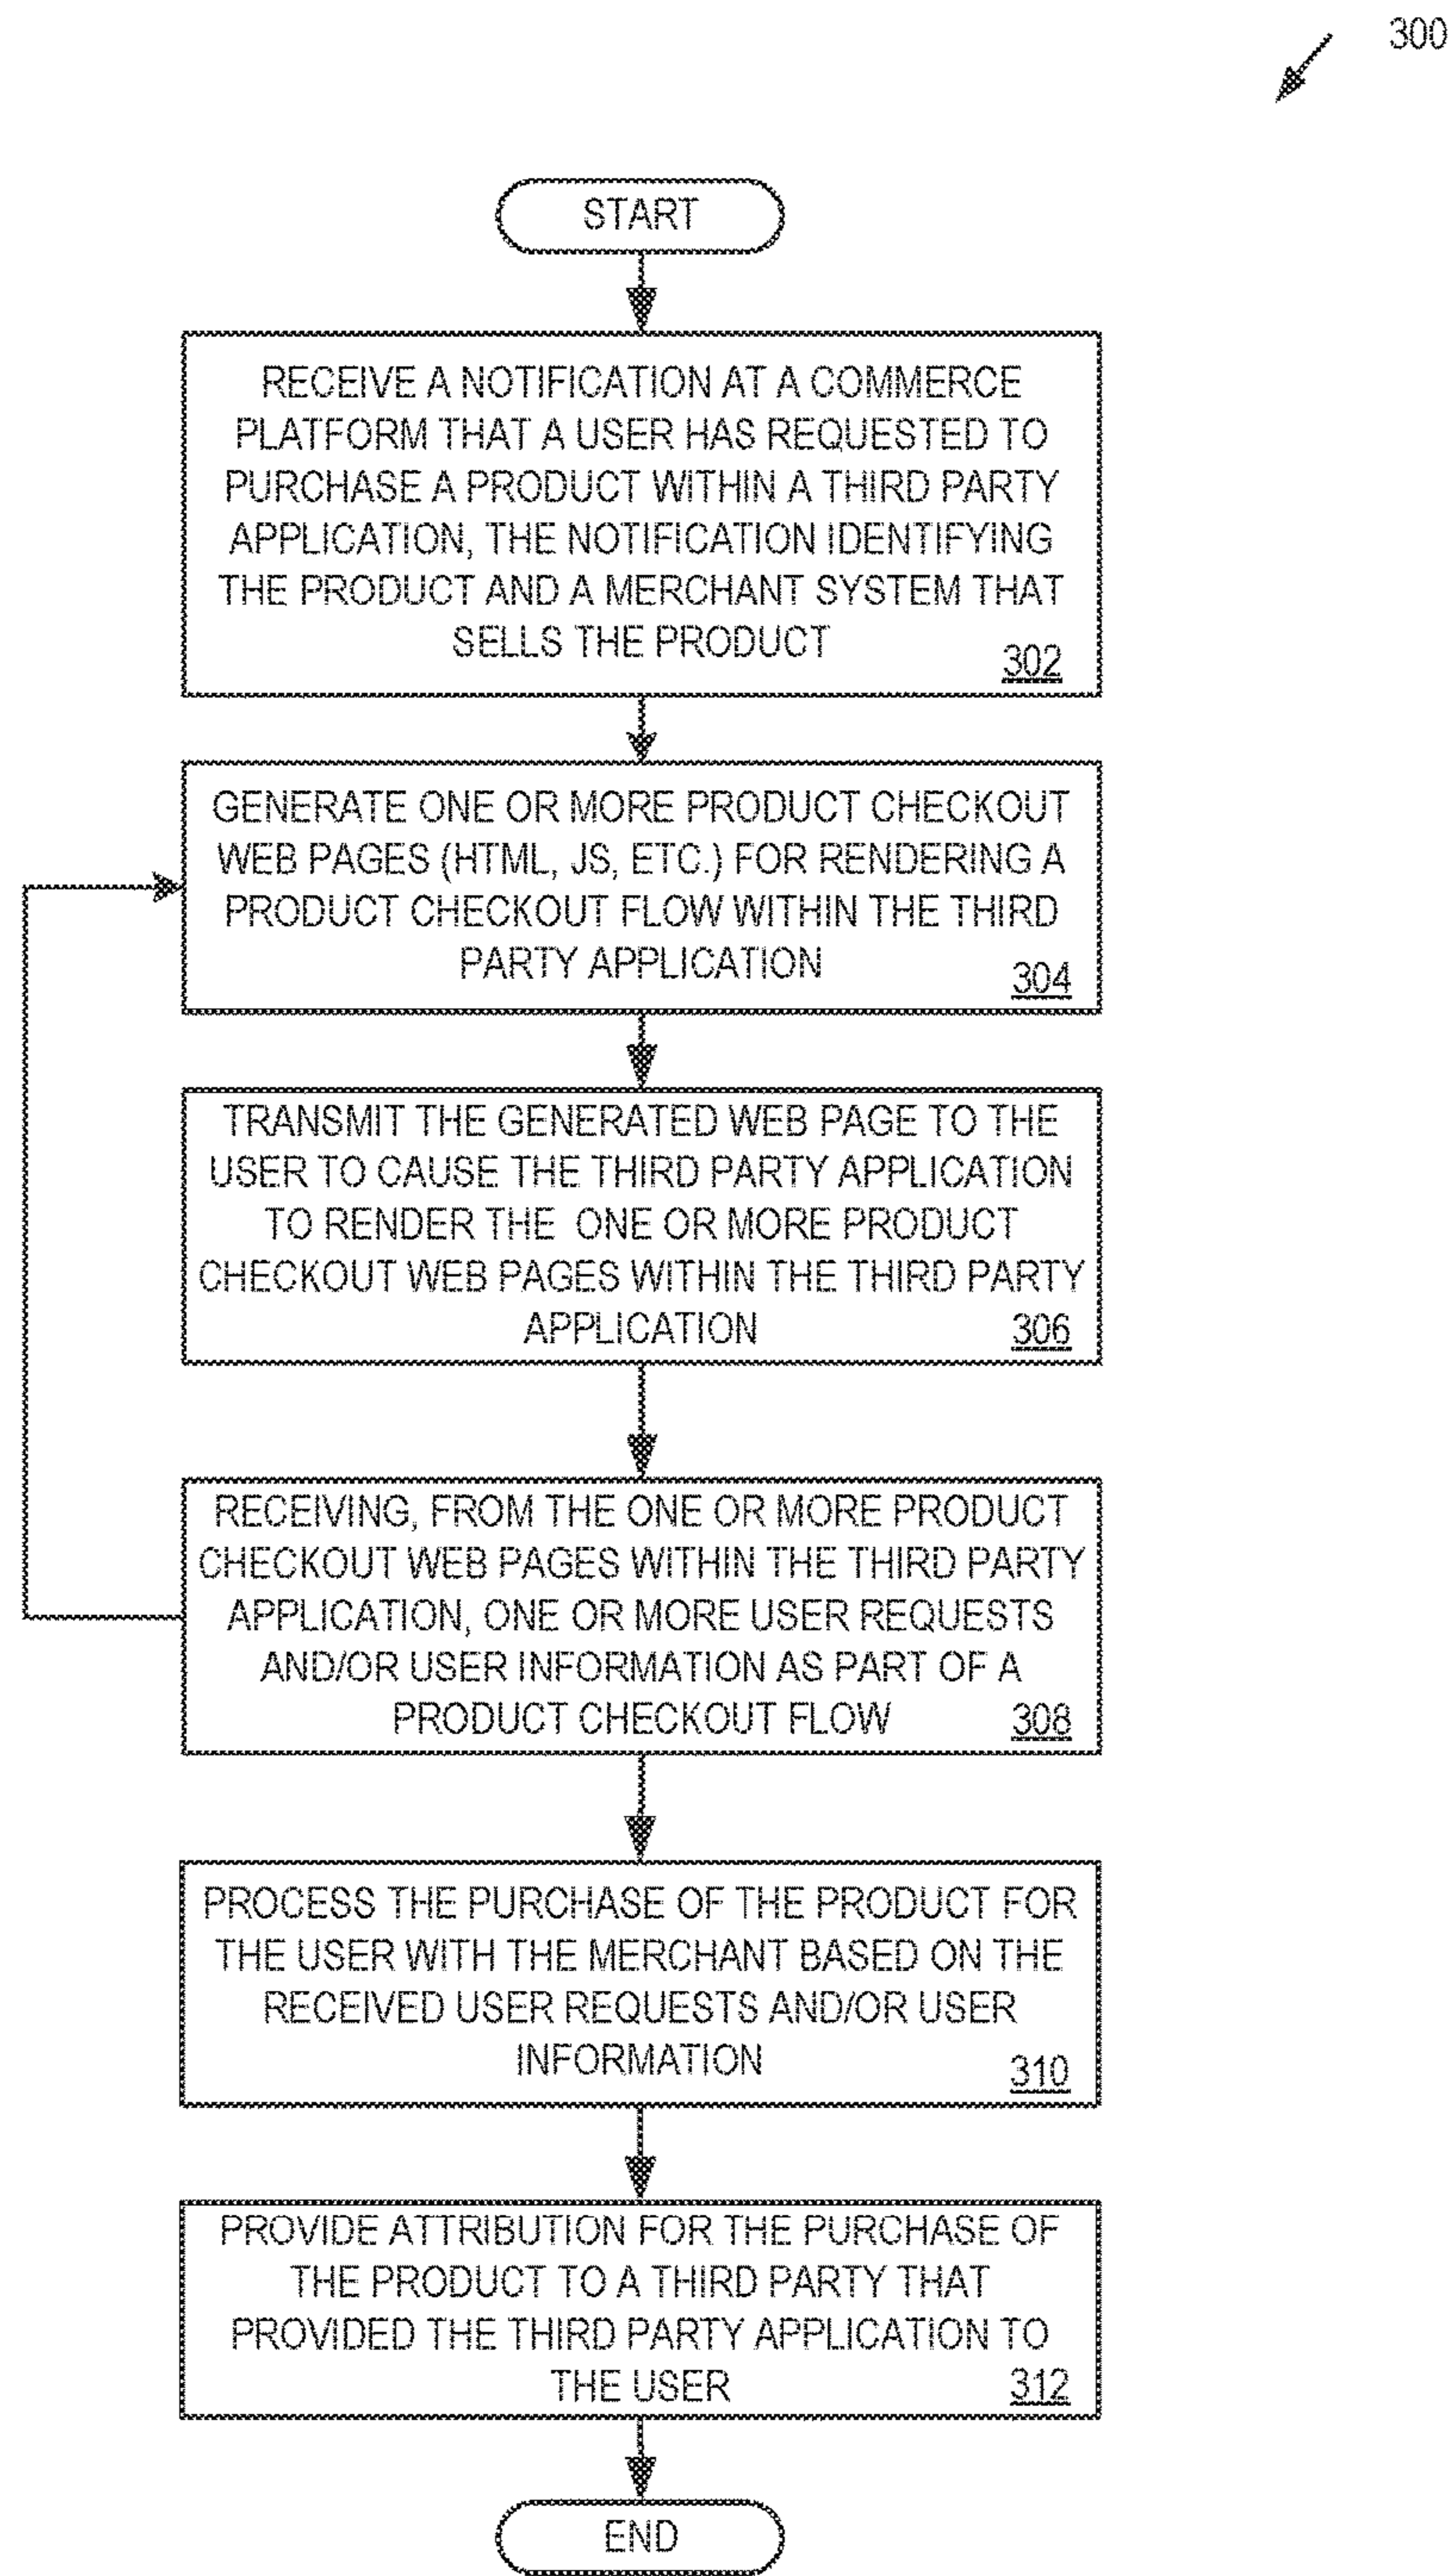 300
START
RECEIVE A NOTIFICATION AT A COMMERCE
PLATFORM THAT A USER HAS REQUESTED TO
PURCHASE A PRODUCT WITHIN A THIRD PARTY
APPLICATION, THE NOTIFICATION IDENTIFYING
THE PRODUCT AND A MERCHANT SYSTEM THAT
SELLS THE PRODUCT
302
GENERATE ONE OR MORE PRODUCT CHECKOUT
WEB PAGES (HTML, JS, ETC.) FOR RENDERING A
PRODUCT CHECKOUT FLOW WITHIN THE THIRD
PARTY APPLICATION
304
TRANSMIT THE GENERATED WEB PAGE TO THE
USER TO CAUSE THE THIRD PARTY APPLICATION
TO RENDER THE ONE OR MORE PRODUCT
CHECKOUT WEB PAGES WITHIN THE THIRD PARTY
APPLICATION
306
RECEIVING, FROM THE ONE OR MORE PRODUCT
CHECKOUT WEB PAGES WITHIN THE THIRD PARTY
APPLICATION, ONE OR MORE USER REQUESTS
AND/OR USER INFORMATION AS PART OF A
PRODUCT CHECKOUT FLOW
308
PROCESS THE PURCHASE OF THE PRODUCT FOR
THE USER WITH THE MERCHANT BASED ON THE
RECEIVED USER REQUESTS AND/OR USER
INFORMATION
310
PROVIDE ATTRIBUTION FOR THE PURCHASE OF
THE PRODUCT TO A THIRD PARTY THAT
PROVIDED THE THIRD PARTY APPLICATION TO
THE USER
312
END